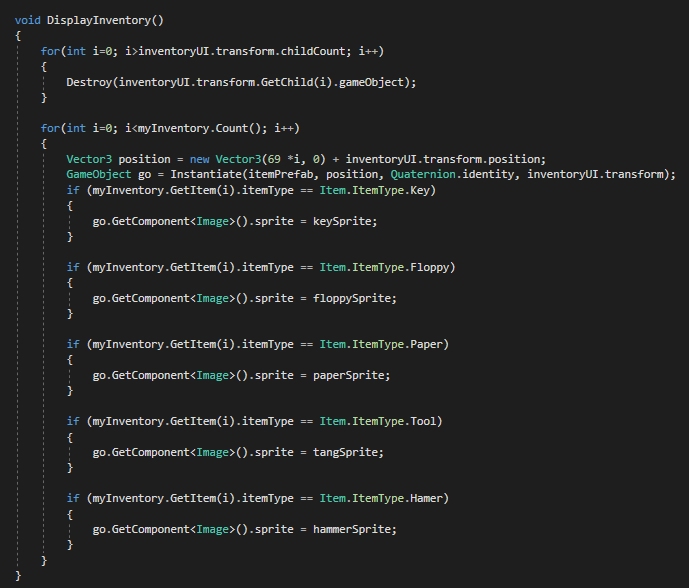 void DisplayInventory()
{
for(int i=0; i>inventoryUI.transform.childCount; i++)
{
Destroy(inventoryUI.transform.GetChild(i).gameObject);
}
for(int i=0; i<myInventory.Count(); i++)
{
Vector3 position = new Vector3(69 *i, 0) + inventoryUI.transform.position;
GameObject go = Instantiate(itemPrefab, position, Quaternion.identity, inventoryUI.transform);
if (myInventory.GetItem(i).itemType == Item.ItemType.Key)
{
go.GetComponent<Image>().sprite = keySprite;
}
if (myInventory.GetItem(i).itemType == Item.ItemType.Floppy)
{
go.GetComponent<Image>().sprite = floppySprite;
}
if (myInventory.GetItem(i).itemType == Item.ItemType.Paper)
{
go.GetComponent<Image>().sprite = paperSprite;
}
if (myInventory.GetItem(i).itemType == Item.ItemType.Tool)
{
go.GetComponent<Image>().sprite = tangSprite;
}
if (myInventory.GetItem(i).itemType == Item.ItemType.Hamer)
{
go.GetComponent<Image>().sprite = hammerSprite;
}
}
}